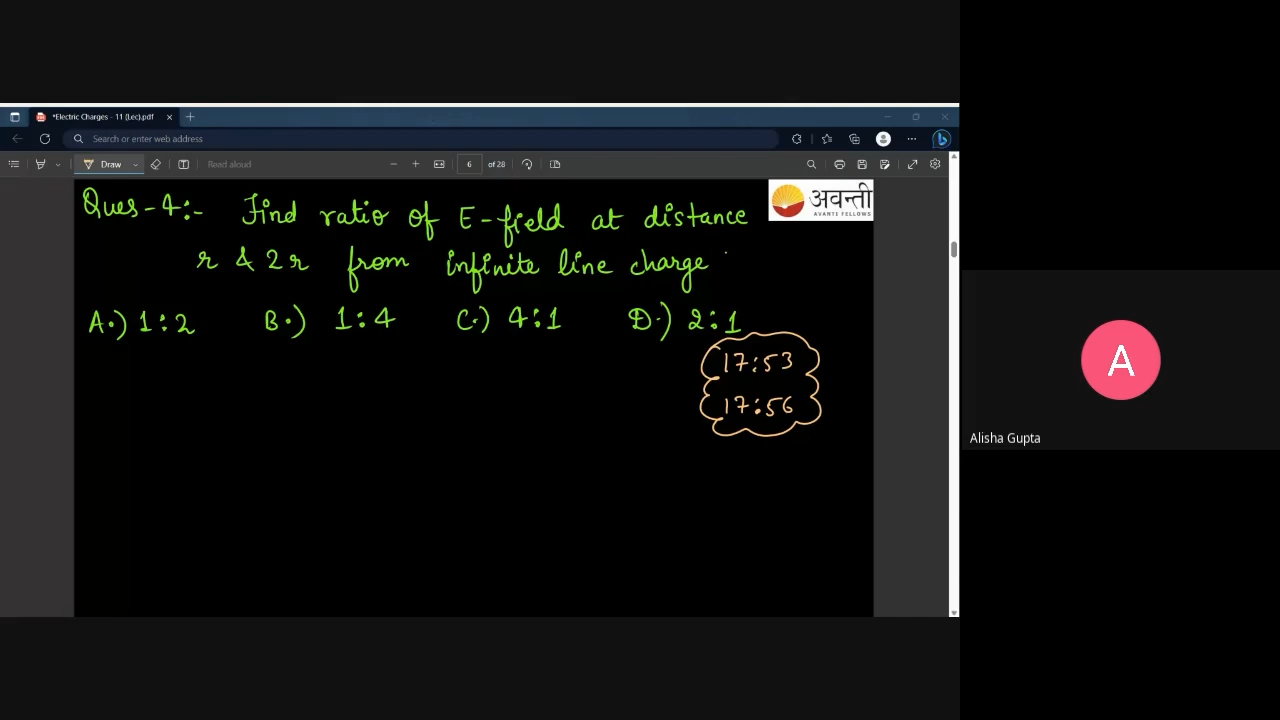 *Electric Charges - 11 (Lec).pdf
Search or enter web address
Draw
Read aloud
6 of 28
Ques-4:- Find ratio of E-field at distance
r & 2r from infinite line charge
अवन्ती
AVANTI FELLOWS
A.) 1:2 B.) 1:4 C.) 4:1 D.) 2:1
17:53
17:56
A
Alisha Gupta